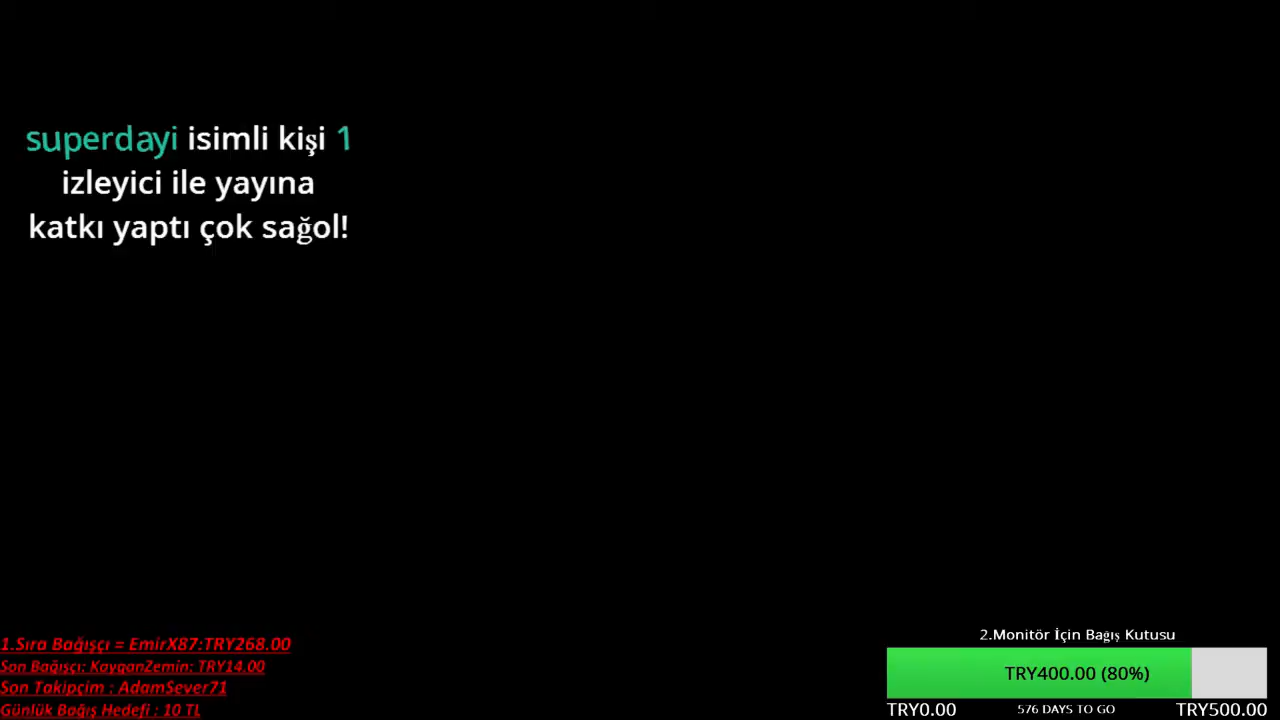 superdayi isimli kişi 1
izleyici ile yayına
katkı yaptı çok sağol!
1.Sıra Bağışçı = EmirX87:TRY268.00
Son Bağışçı: KayganZemin: TRY14.00
Son Takipçim : AdamSever71
Günlük Bağış Hedefi : 10 TL
2.Monitör İçin Bağış Kutusu
TRY400.00 (80%)
TRY0.00 576 DAYS TO GO TRY500.00